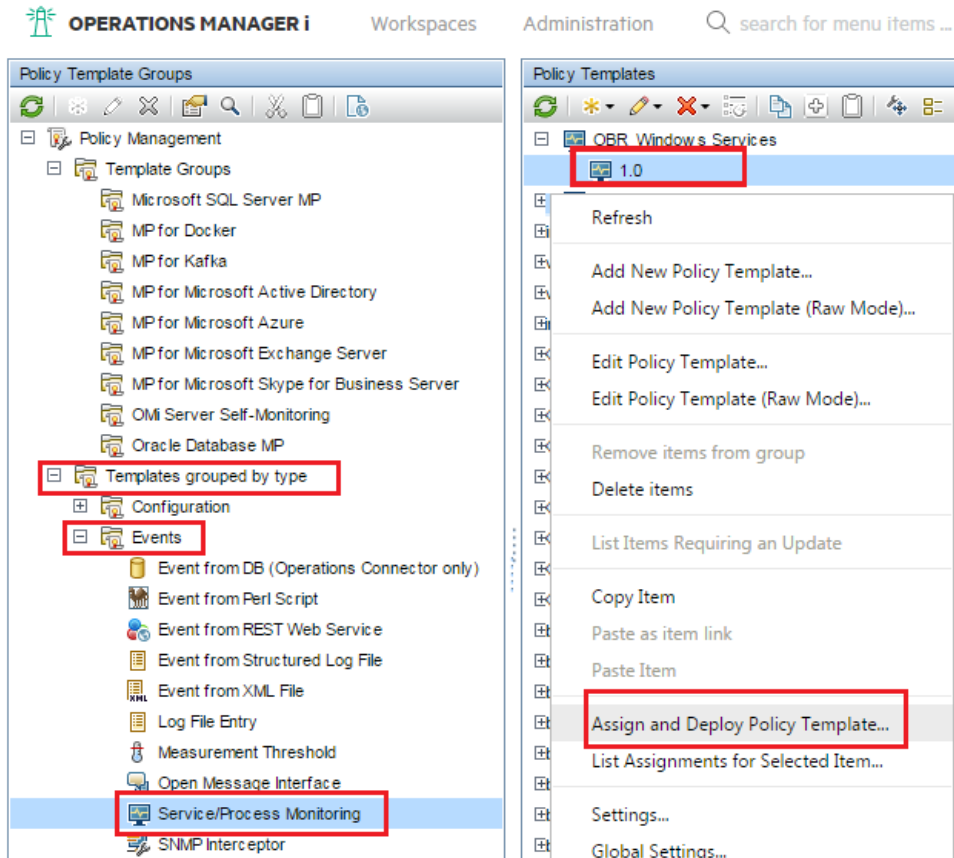 OPERATIONS MANAGER i
Workspaces
Administration
search for menu items ...
Policy Template Groups
Policy Management
Template Groups
Microsoft SQL Server MP
MP for Docker
MP for Kafka
MP for Microsoft Active Directory
MP for Microsoft Azure
MP for Microsoft Exchange Server
MP for Microsoft Skype for Business Server
OMi Server Self-Monitoring
Oracle Database MP
Templates grouped by type
Configuration
Events
Event from DB (Operations Connector only)
Event from Perl Script
Event from REST Web Service
Event from Structured Log File
Event from XML File
Log File Entry
Measurement Threshold
Open Message Interface
Service/Process Monitoring
SNMP Interceptor
Policy Templates
OBR_Windows_Services
1.0
Refresh
Add New Policy Template...
Add New Policy Template (Raw Mode)...
Edit Policy Template...
Edit Policy Template (Raw Mode)...
Remove items from group
Delete items
List Items Requiring an Update
Copy Item
Paste as item link
Paste Item
Assign and Deploy Policy Template...
List Assignments for Selected Item...
Settings...
Global Settings...